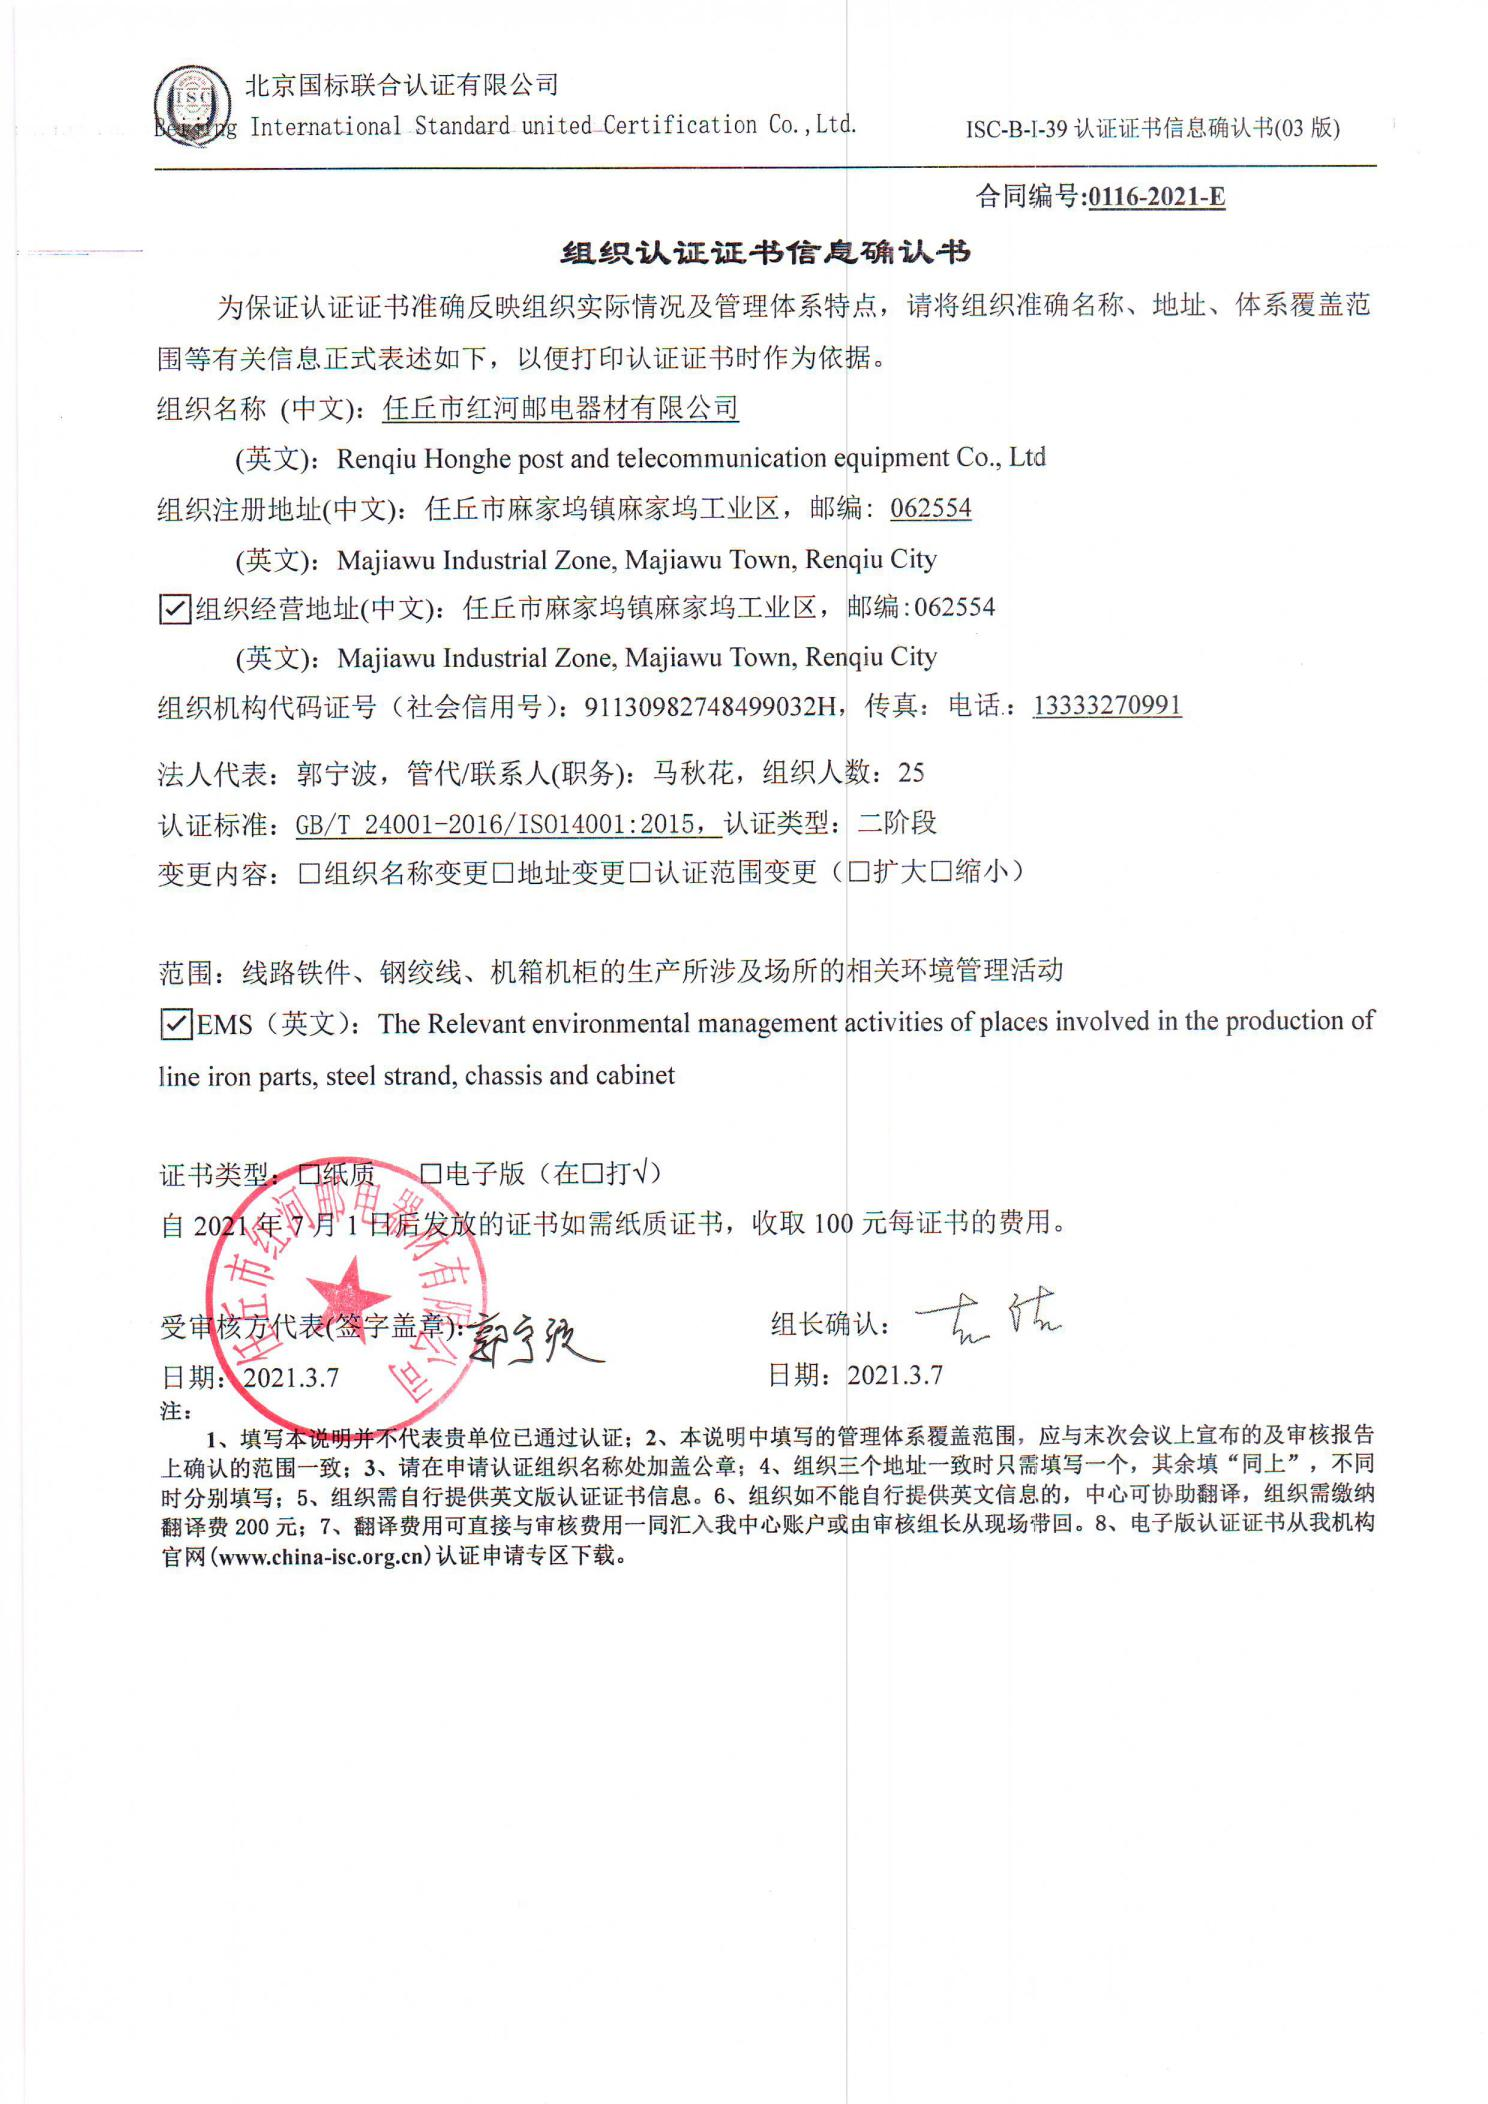 北京国标联合认证有限公司
Beijing International Standard united Certification Co.,Ltd.
ISC-B-I-39 认证证书信息确认书(03 版)
合同编号:0116-2021-E
组织认证证书信息确认书
为保证认证证书准确反映组织实际情况及管理体系特点，请将组织准确名称、地址、体系覆盖范
围等有关信息正式表述如下，以便打印认证证书时作为依据。
组织名称 (中文)：任丘市红河邮电器材有限公司
(英文)：Renqiu Honghe post and telecommunication equipment Co., Ltd
组织注册地址(中文)：任丘市麻家坞镇麻家坞工业区，邮编：062554
(英文)：Majiawu Industrial Zone, Majiawu Town, Renqiu City
☑组织经营地址(中文)：任丘市麻家坞镇麻家坞工业区，邮编:062554
(英文)：Majiawu Industrial Zone, Majiawu Town, Renqiu City
组织机构代码证号（社会信用号）：91130982748499032H，传真：电话.：13333270991
法人代表：郭宁波，管代/联系人(职务)：马秋花，组织人数：25
认证标准：GB/T 24001-2016/ISO14001:2015，认证类型：二阶段
变更内容：□组织名称变更□地址变更□认证范围变更（□扩大□缩小）
范围：线路铁件、钢绞线、机箱机柜的生产所涉及场所的相关环境管理活动
☑EMS（英文）：The Relevant environmental management activities of places involved in the production of
line iron parts, steel strand, chassis and cabinet
证书类型：□纸质 □电子版（在□打√）
自 2021 年 7 月 1 日后发放的证书如需纸质证书，收取 100 元每证书的费用。
任丘市红河邮电器材有限公司
受审核方代表(签字盖章):郭宁波 组长确认：
日期：2021.3.7 日期：2021.3.7
注：
1、填写本说明并不代表贵单位已通过认证；2、本说明中填写的管理体系覆盖范围，应与末次会议上宣布的及审核报告
上确认的范围一致；3、请在申请认证组织名称处加盖公章；4、组织三个地址一致时只需填写一个，其余填“同上”，不同
时分别填写；5、组织需自行提供英文版认证证书信息。6、组织如不能自行提供英文信息的，中心可协助翻译，组织需缴纳
翻译费 200 元；7、翻译费用可直接与审核费用一同汇入我中心账户或由审核组长从现场带回。8、电子版认证证书从我机构
官网(www.china-isc.org.cn)认证申请专区下载。